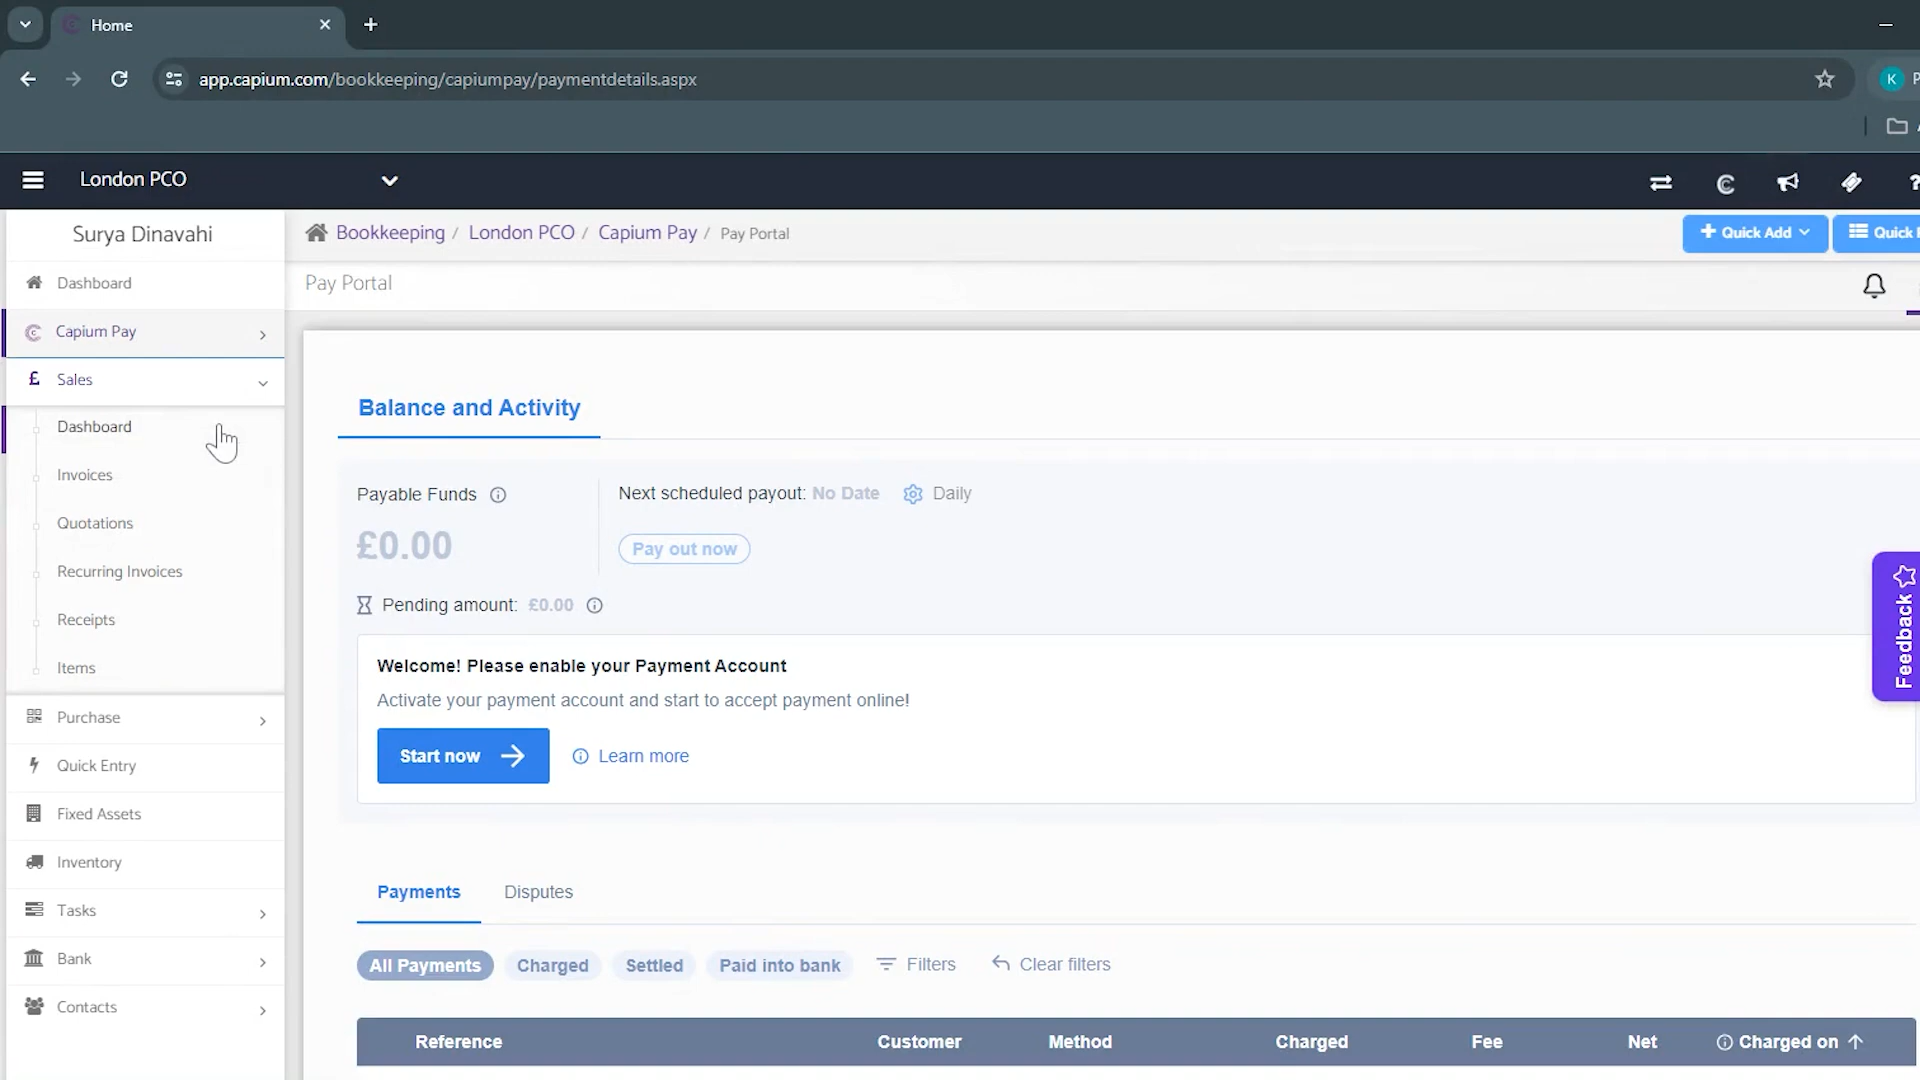 Home
app.capium.com/bookkeeping/capiumpay/paymentdetails.aspx
K
London PCO
Surya Dinavahi
Bookkeeping / London PCO / Capium Pay / Pay Portal
Quick Add
Quick
Dashboard
Pay Portal
Capium Pay
Sales
Dashboard
Invoices
Quotations
Recurring Invoices
Receipts
Items
Purchase
Quick Entry
Fixed Assets
Inventory
Tasks
Bank
Contacts
Balance and Activity
Payable Funds
Next scheduled payout: No Date Daily
£0.00
Pay out now
Pending amount: £0.00
Welcome! Please enable your Payment Account
Activate your payment account and start to accept payment online!
Start now
Learn more
Feedback
Payments Disputes
All Payments Charged Settled Paid into bank Filters Clear filters
Reference Customer Method Charged Fee Net Charged on